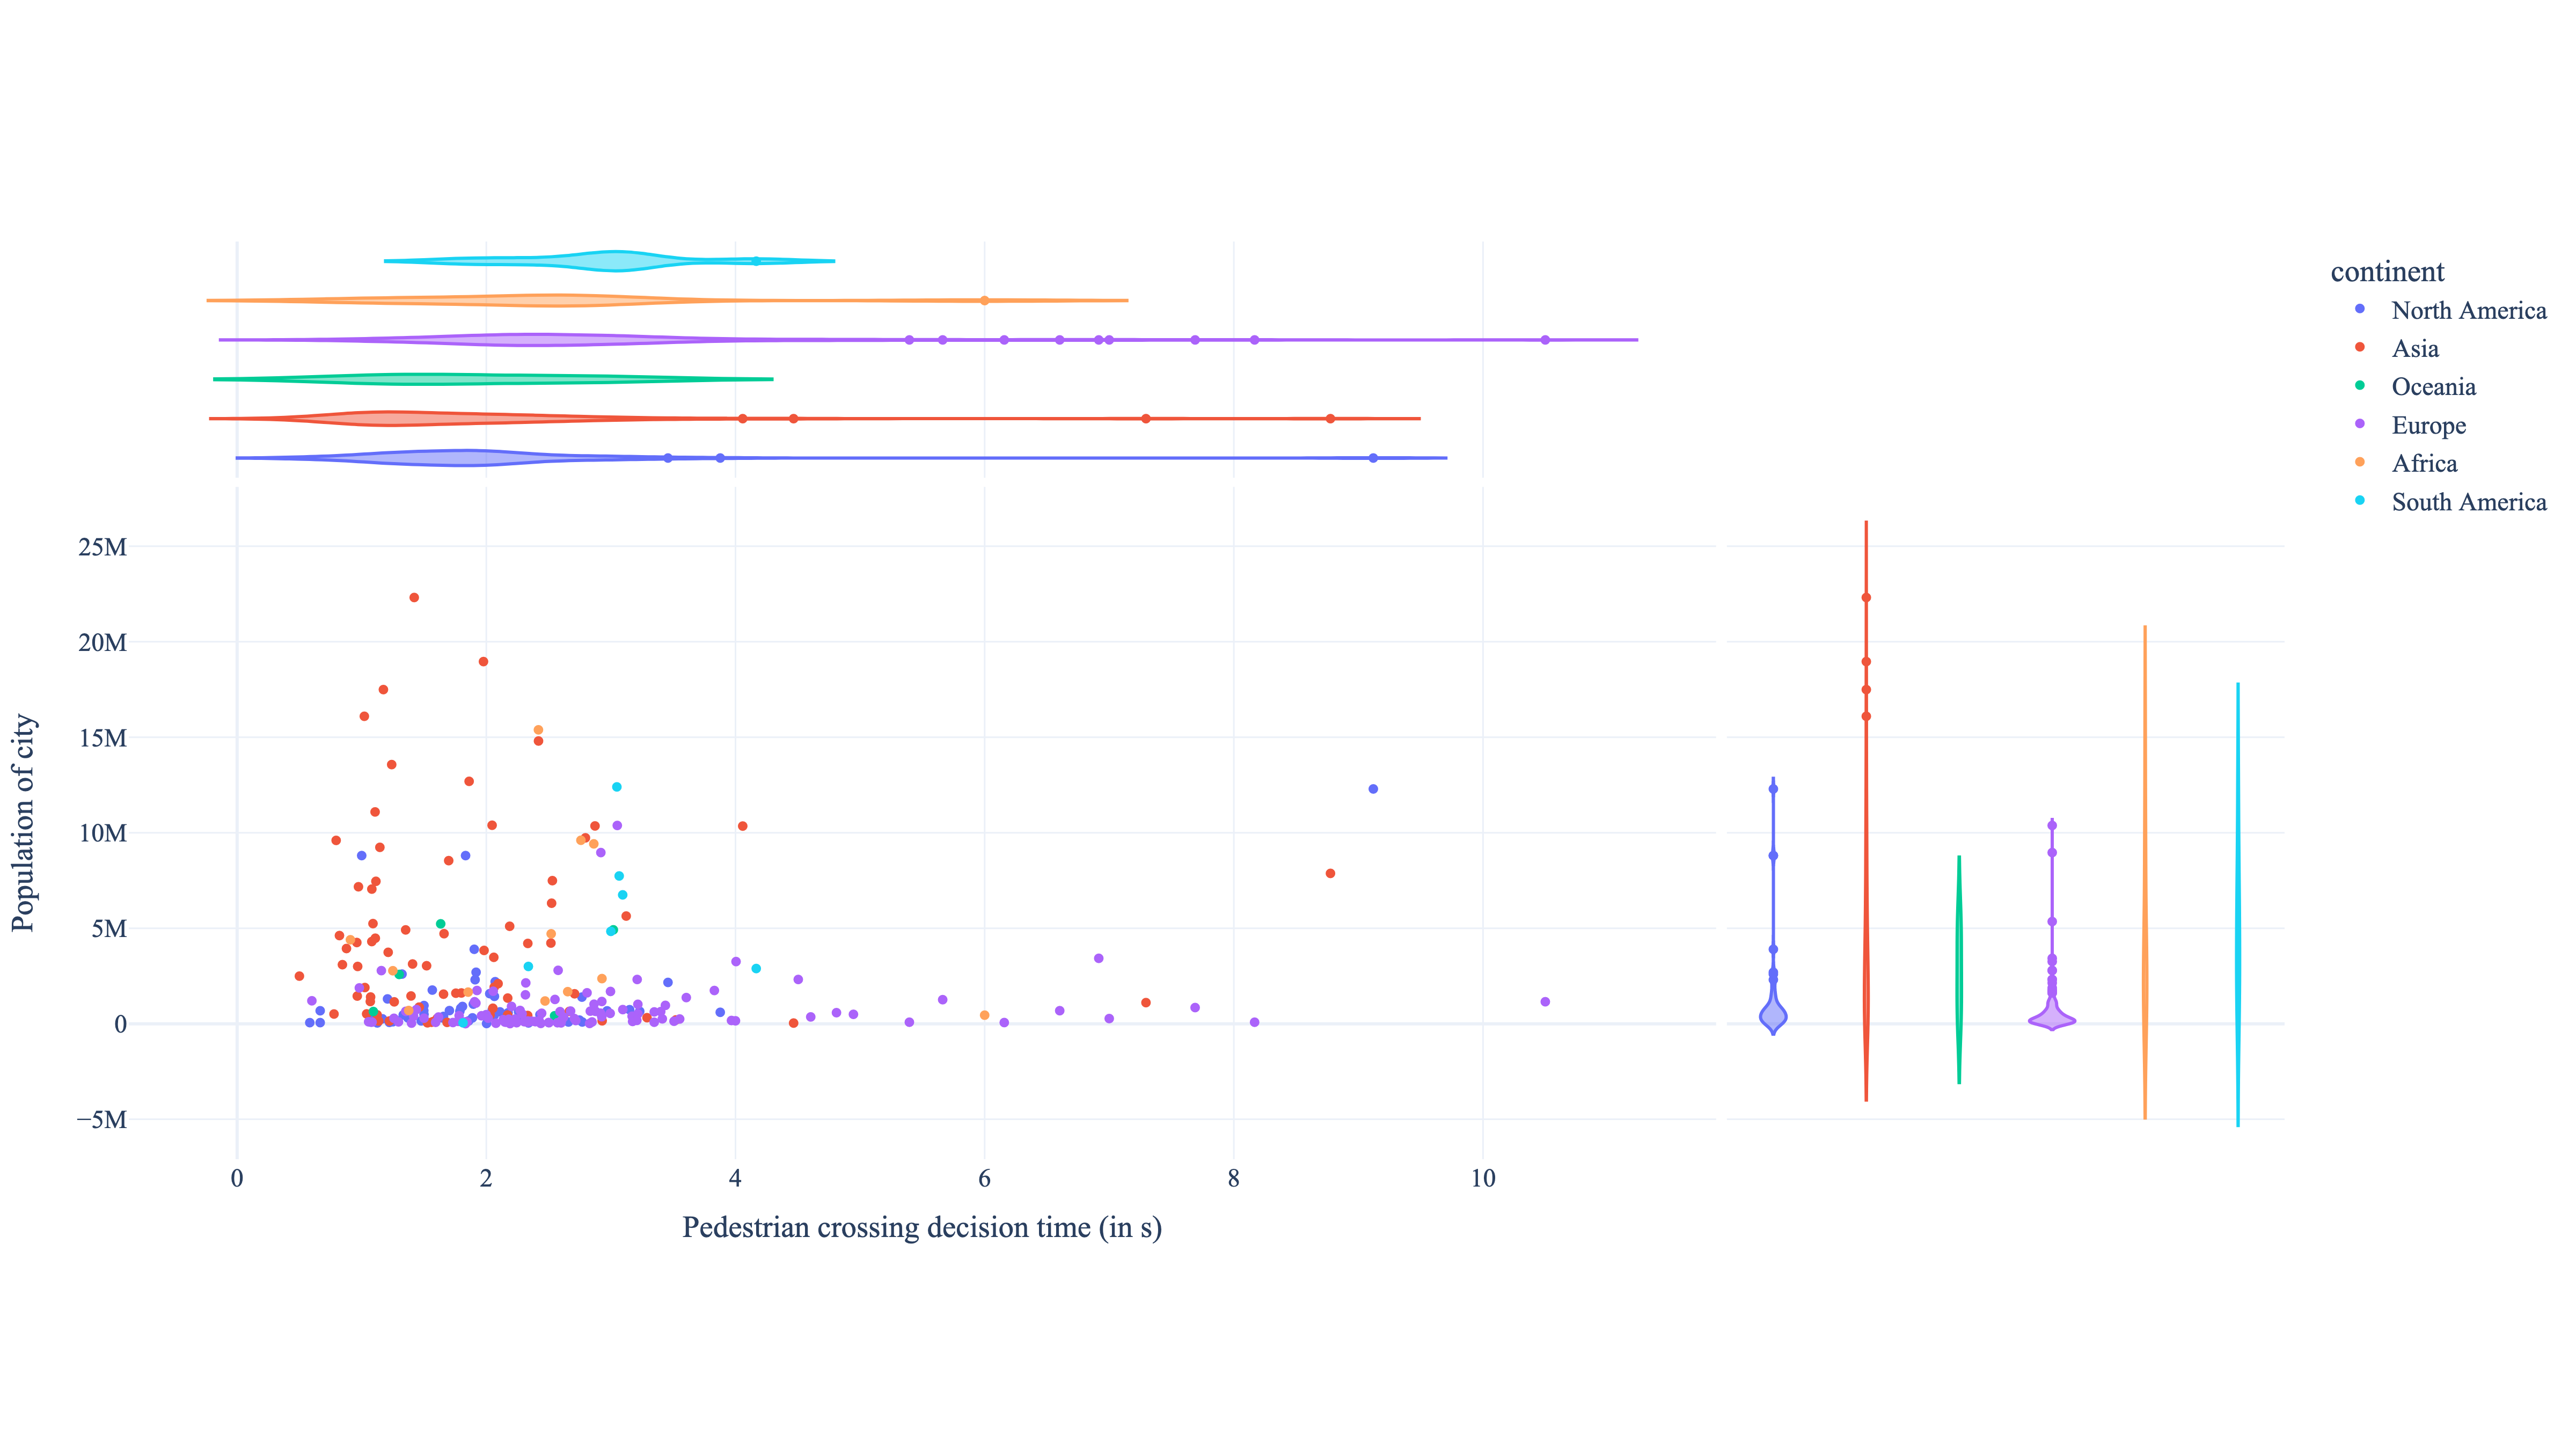 continent
North America
Asia
Oceania
Europe
Africa
South America
25M
20M
15M
10M
5M
0
−5M
Population of city
0 2 4 6 8 10
Pedestrian crossing decision time (in s)